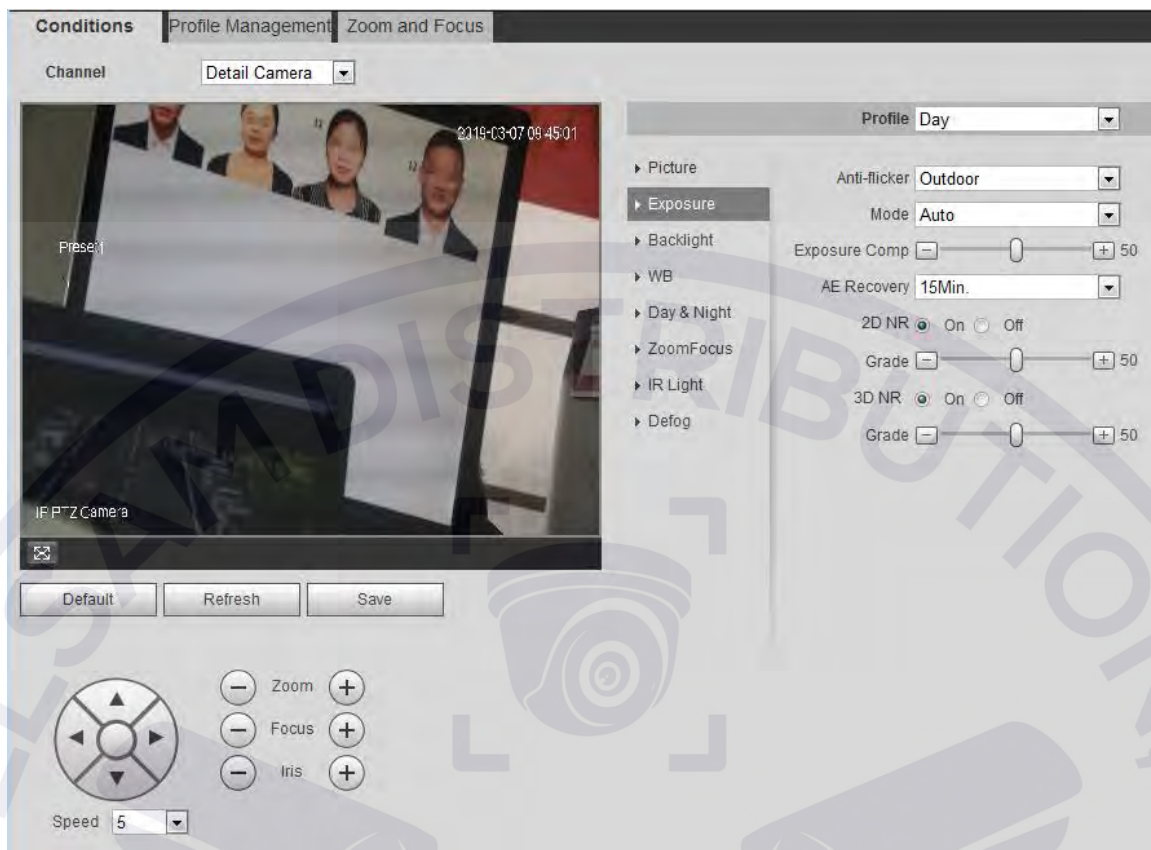 Conditions
Profile Management
Zoom and Focus
Channel
Detail Camera
2019-03-07 09:45:01
12
12
Preset1
IP PTZ Camera
Default
Refresh
Save
Zoom
Focus
Iris
Speed
5
Profile
Day
Picture
Exposure
Backlight
WB
Day & Night
ZoomFocus
IR Light
Defog
Anti-flicker
Outdoor
Mode
Auto
Exposure Comp
50
AE Recovery
15Min.
2D NR
On
Off
Grade
50
3D NR
On
Off
Grade
50
ELSAMDISTRIBUTION